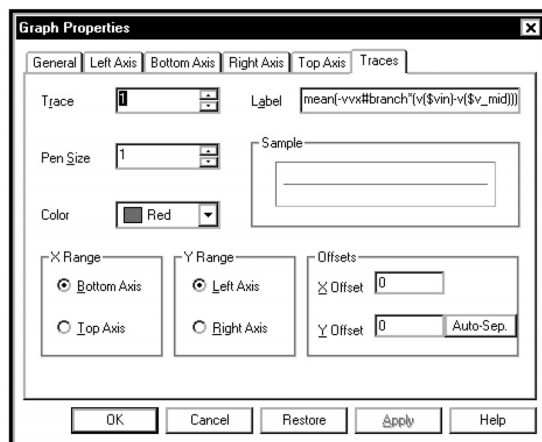 Graph Properties
General Left Axis Bottom Axis Right Axis Top Axis Traces
Trace 1 Label mean(-vvx#branch*(v($vin)-v($v_mid)))
Pen Size 1 Sample
Color Red
X Range Y Range Offsets
Bottom Axis Left Axis X Offset 0
Top Axis Right Axis Y Offset 0 Auto-Sep.
OK Cancel Restore Apply Help